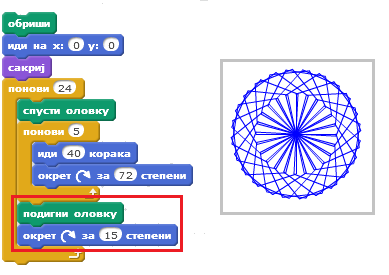 обриши
иди на x: 0 y: 0
сакриј
понови 24
спусти оловку
понови 5
иди 40 корака
окрет за 72 степени
подигни оловку
окрет за 15 степени